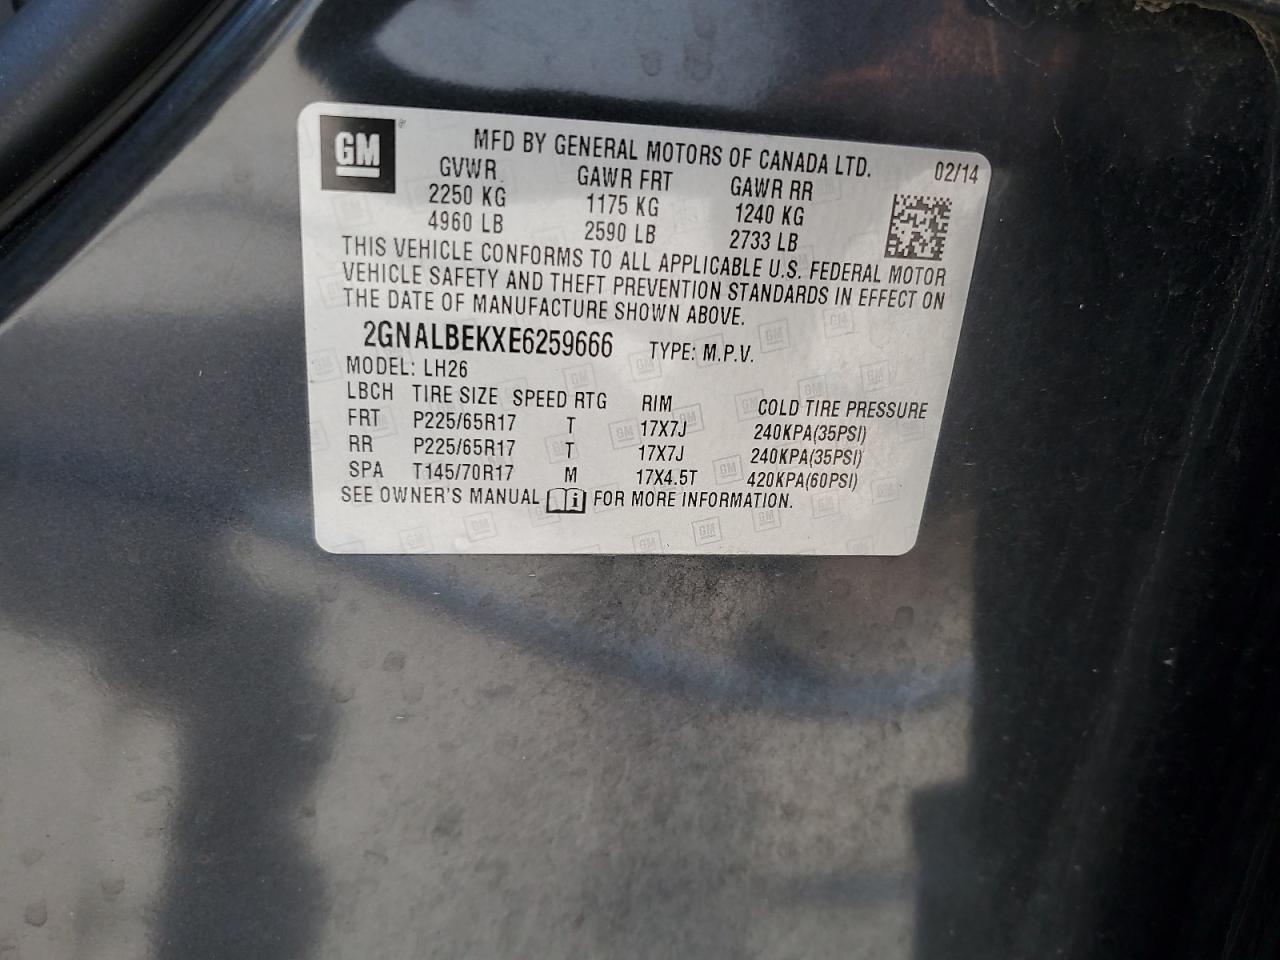 GM
MFD BY GENERAL MOTORS OF CANADA LTD. 02/14
GVWR GAWR FRT GAWR RR
2250 KG 1175 KG 1240 KG
4960 LB 2590 LB 2733 LB
THIS VEHICLE CONFORMS TO ALL APPLICABLE U.S. FEDERAL MOTOR
VEHICLE SAFETY AND THEFT PREVENTION STANDARDS IN EFFECT ON
THE DATE OF MANUFACTURE SHOWN ABOVE.
2GNALBEKXE6259666 TYPE: M.P.V.
MODEL: LH26
LBCH TIRE SIZE SPEED RTG RIM COLD TIRE PRESSURE
FRT P225/65R17 T 17X7J 240KPA(35PSI)
RR P225/65R17 T 17X7J 240KPA(35PSI)
SPA T145/70R17 M 17X4.5T 420KPA(60PSI)
SEE OWNER'S MANUAL i FOR MORE INFORMATION.